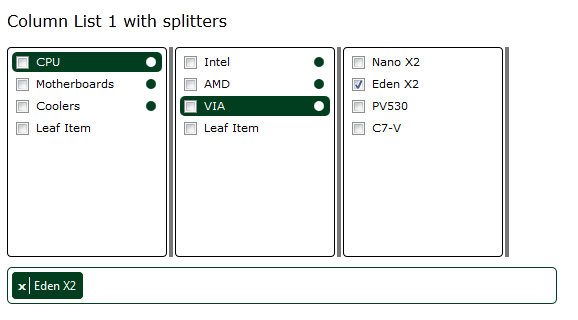 Column List 1 with splitters
CPU
Motherboards
Coolers
Leaf Item
Intel
AMD
VIA
Leaf Item
Nano X2
Eden X2
PV530
C7-V
x Eden X2